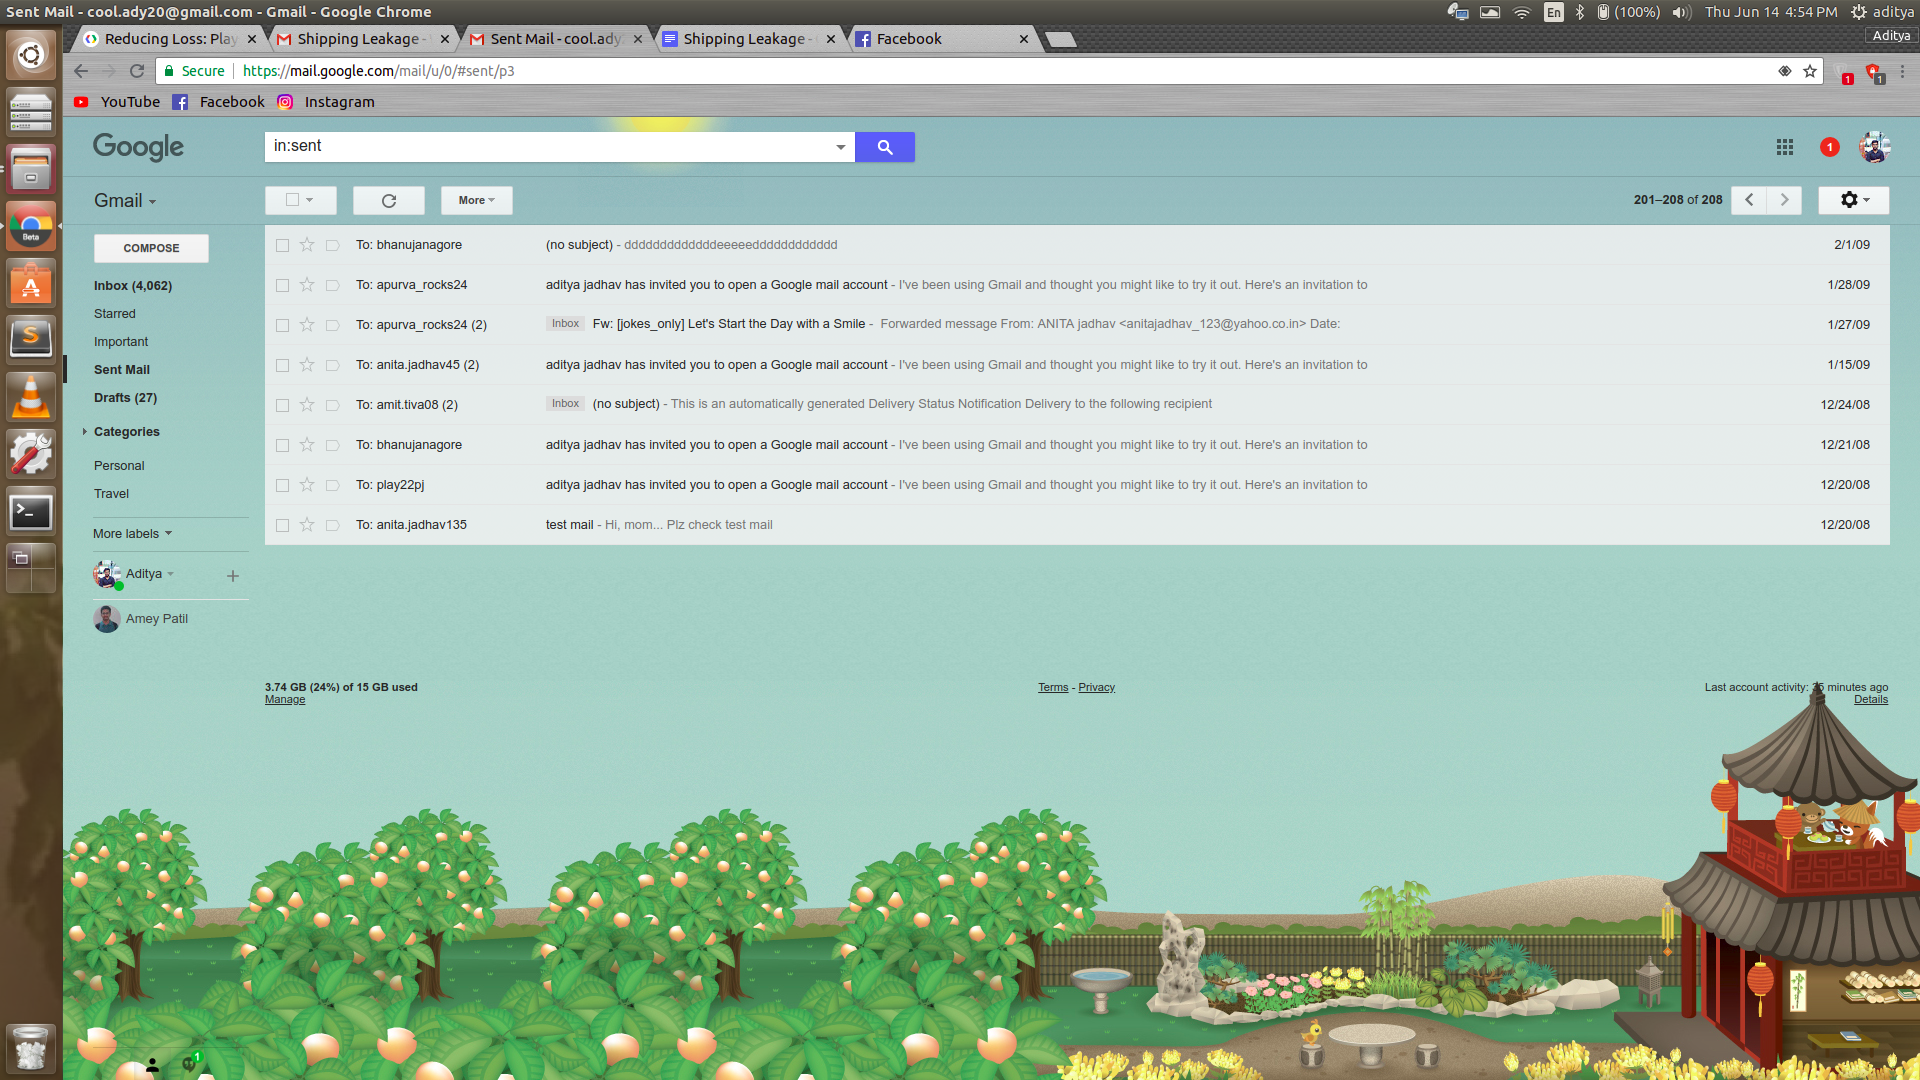 Sent Mail - cool.ady20@gmail.com - Gmail - Google Chrome
En (100%) Thu Jun 14 4:54 PM aditya
Reducing Loss: Play
Shipping Leakage -
Sent Mail - cool.ady
Shipping Leakage -
Facebook
Aditya
Secure https://mail.google.com/mail/u/0/#sent/p3
1 1
YouTube Facebook Instagram
Google
in:sent
1
Gmail
More
201–208 of 208
COMPOSE
Inbox (4,062)
Starred
Important
Sent Mail
Drafts (27)
Categories
Personal
Travel
More labels
Aditya
Amey Patil
To: bhanujanagore (no subject) - dddddddddddddeeeeedddddddddddd 2/1/09
To: apurva_rocks24 aditya jadhav has invited you to open a Google mail account - I've been using Gmail and thought you might like to try it out. Here's an invitation to 1/28/09
To: apurva_rocks24 (2) Inbox Fw: [jokes_only] Let's Start the Day with a Smile - Forwarded message From: ANITA jadhav <anitajadhav_123@yahoo.co.in> Date: 1/27/09
To: anita.jadhav45 (2) aditya jadhav has invited you to open a Google mail account - I've been using Gmail and thought you might like to try it out. Here's an invitation to 1/15/09
To: amit.tiva08 (2) Inbox (no subject) - This is an automatically generated Delivery Status Notification Delivery to the following recipient 12/24/08
To: bhanujanagore aditya jadhav has invited you to open a Google mail account - I've been using Gmail and thought you might like to try it out. Here's an invitation to 12/21/08
To: play22pj aditya jadhav has invited you to open a Google mail account - I've been using Gmail and thought you might like to try it out. Here's an invitation to 12/20/08
To: anita.jadhav135 test mail - Hi, mom... Plz check test mail 12/20/08
3.74 GB (24%) of 15 GB used
Manage
Terms - Privacy
Last account activity: minutes ago
Details
Beta
1